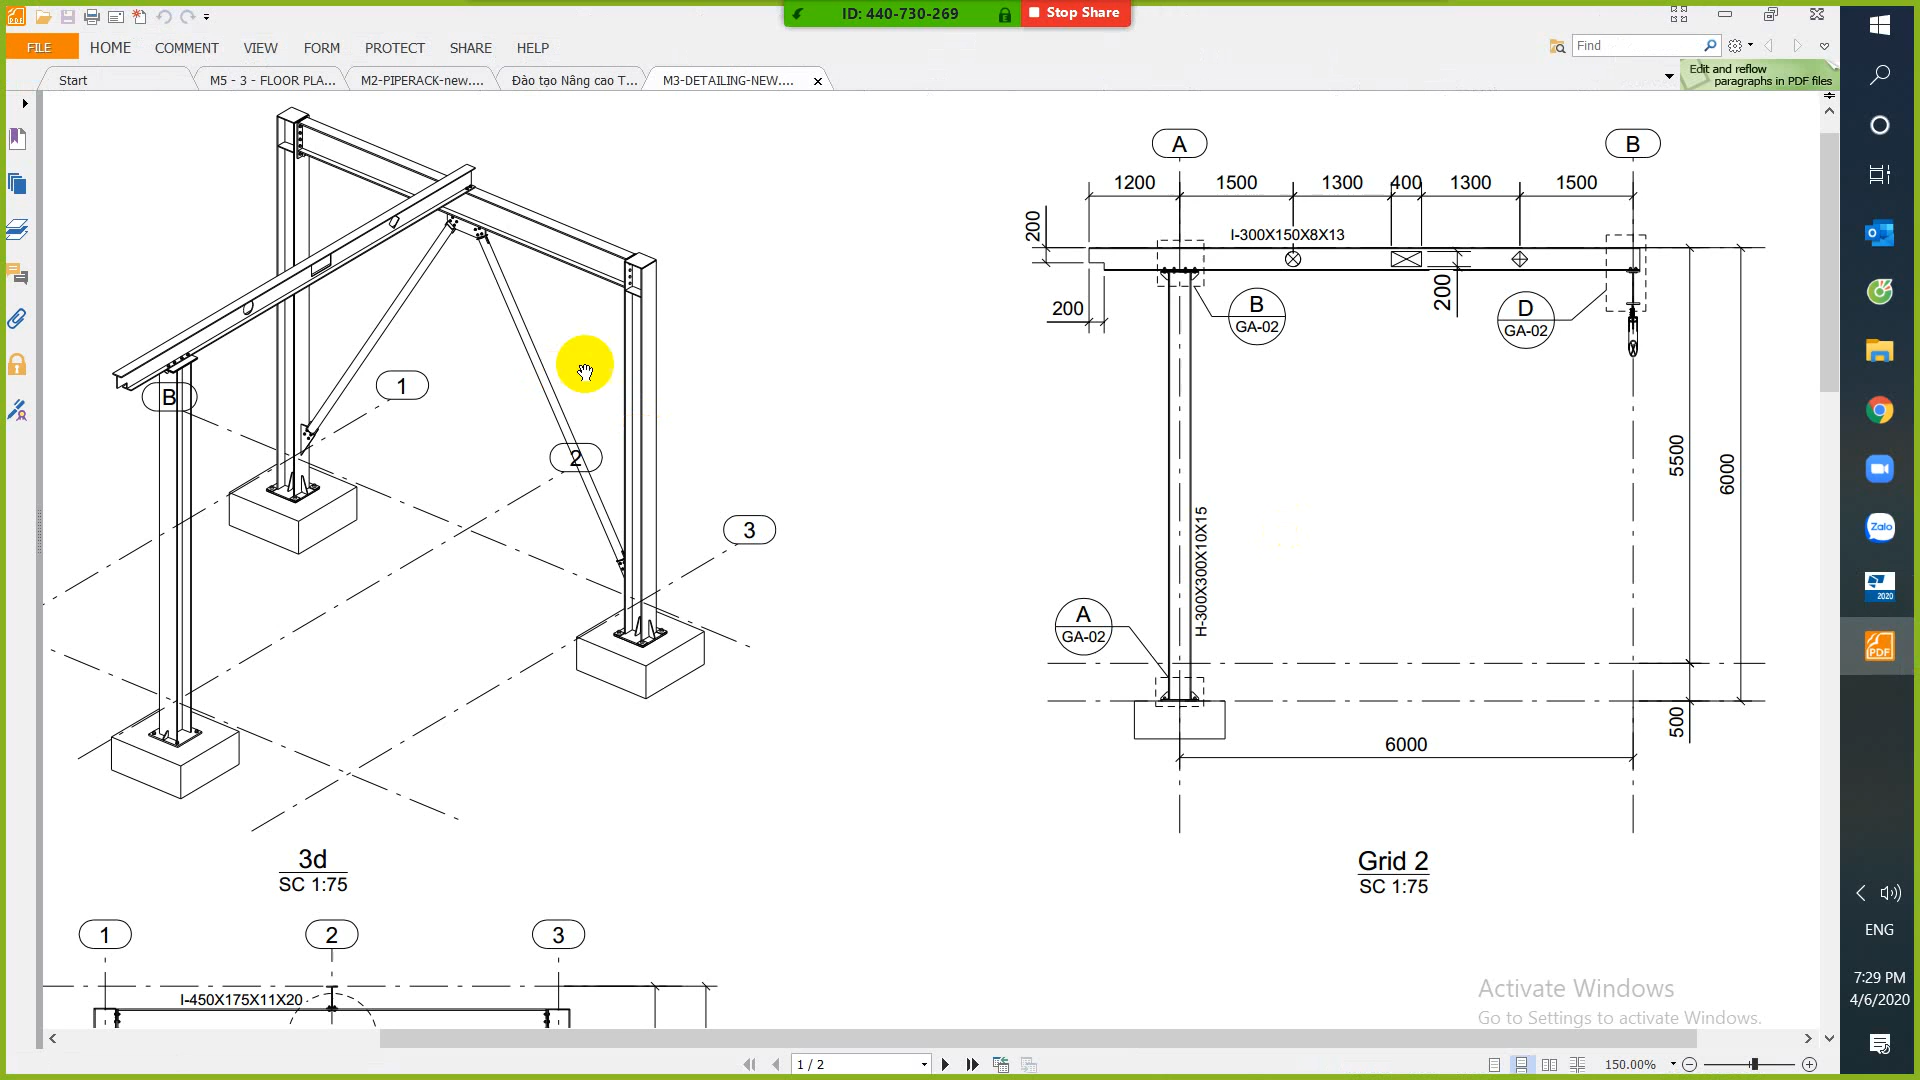 ID: 440-730-269
Stop Share
FILE
HOME
COMMENT
VIEW
FORM
PROTECT
SHARE
HELP
Find
Start
M5 - 3 - FLOOR PLA...
M2-PIPERACK-new....
Đào tạo Nâng cao T...
M3-DETAILING-NEW....
Edit and reflow
paragraphs in PDF files
B
1
2
3
3d
SC 1:75
A
B
1200
1500
1300
400
1300
1500
200
I-300X150X8X13
200
200
B
GA-02
D
GA-02
5500
6000
H-300X300X10X15
A
GA-02
500
6000
Grid 2
SC 1:75
1
2
3
I-450X175X11X20
Activate Windows
Go to Settings to activate Windows.
1 / 2
150.00%
Zalo
2020
PDF
ENG
7:29 PM
4/6/2020